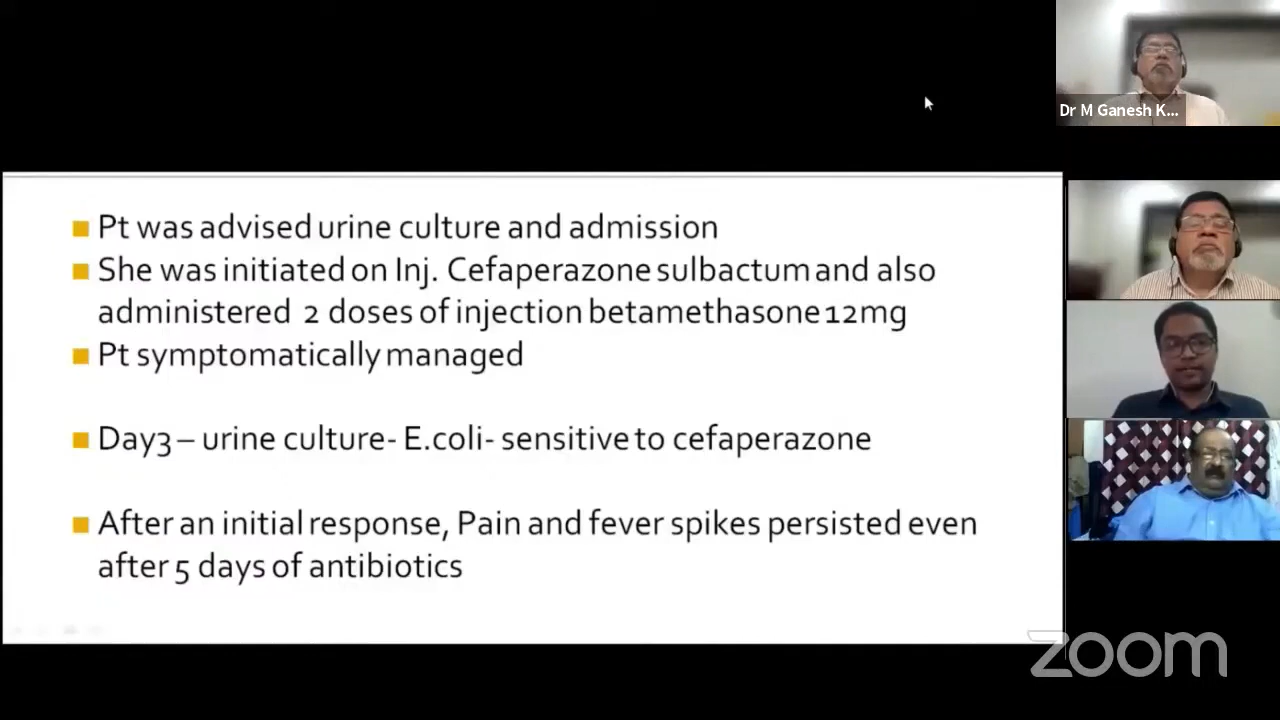 Dr M Ganesh K...
Pt was advised urine culture and admission
She was initiated on Inj. Cefaperazone sulbactum and also
administered 2 doses of injection betamethasone 12mg
Pt symptomatically managed
Day3 – urine culture- E.coli- sensitive to cefaperazone
After an initial response, Pain and fever spikes persisted even
after 5 days of antibiotics
zoom